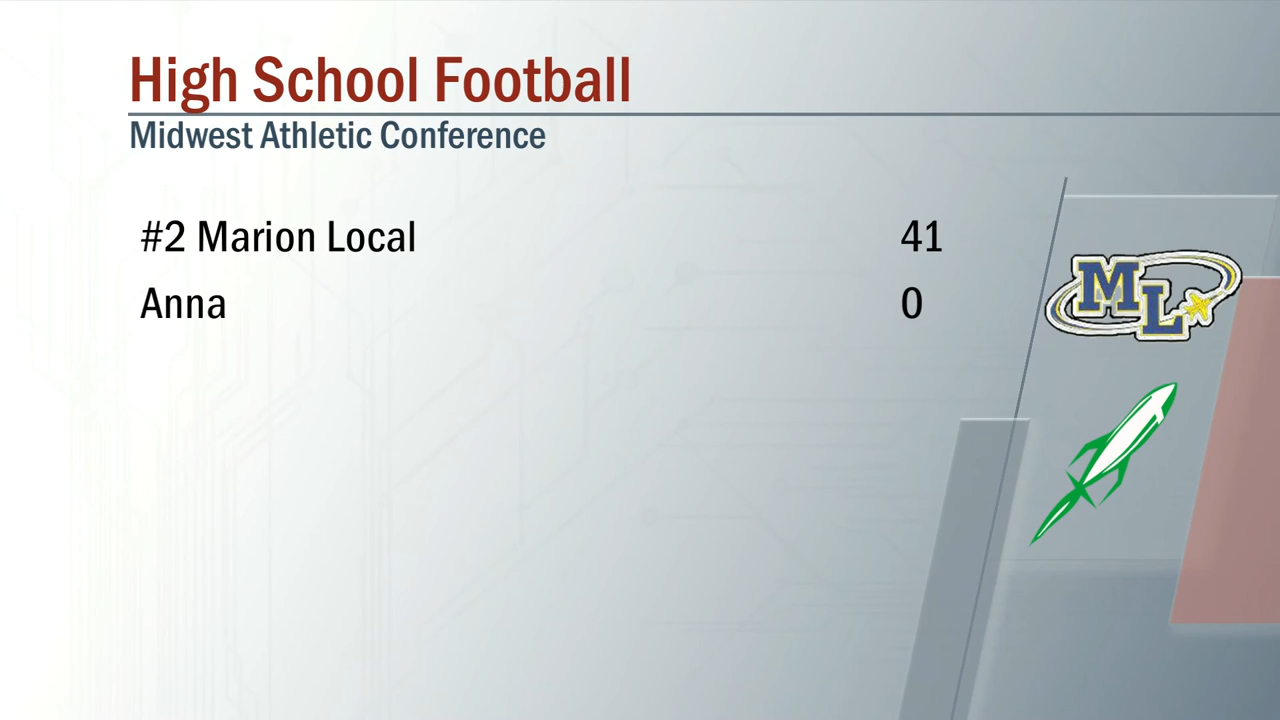 High School Football
Midwest Athletic Conference
#2 Marion Local 41
Anna 0
ML